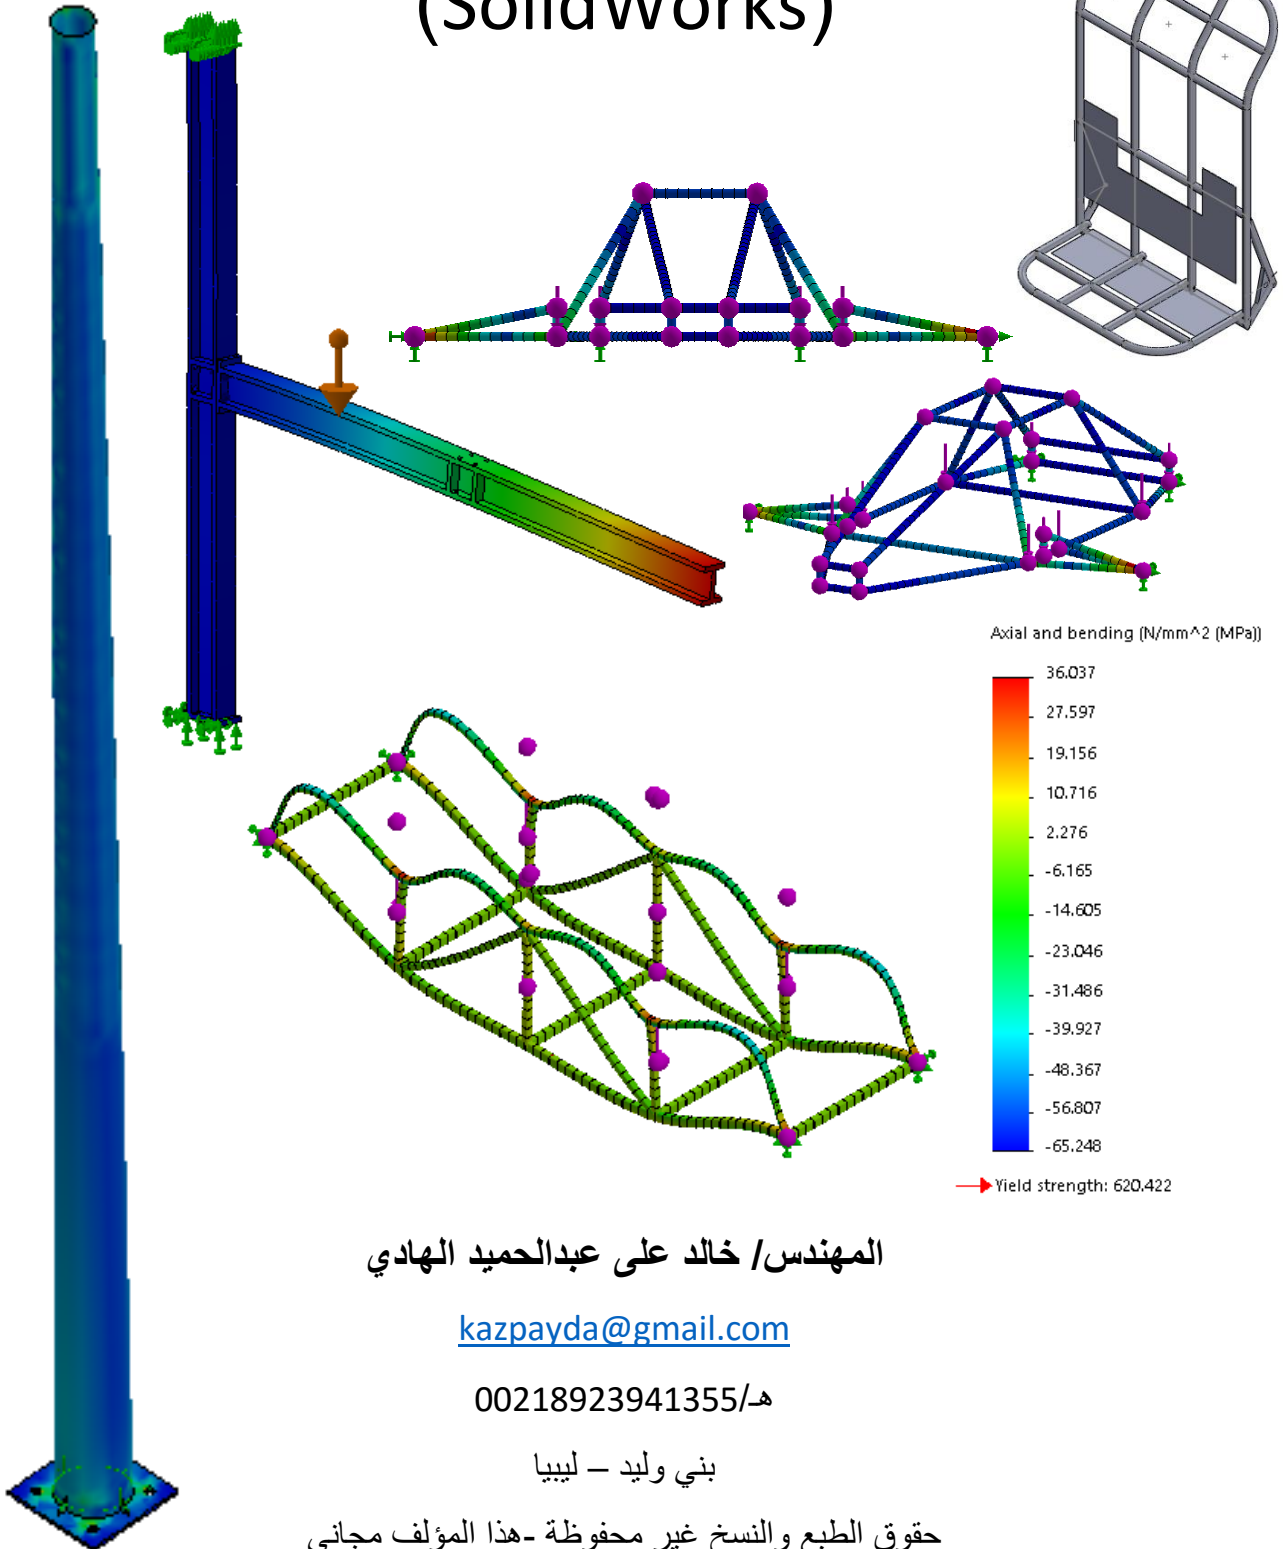 (SolidWorks)
Axial and bending (N/mm^2 (MPa))
36.037
27.597
19.156
10.716
2.276
-6.165
-14.605
-23.046
-31.486
-39.927
-48.367
-56.807
-65.248
Yield strength: 620.422
المهندس/ خالد على عبدالحميد الهادي
kazpayda@gmail.com
هـ/00218923941355
بني وليد – ليبيا
حقوق الطبع والنسخ غير محفوظة -هذا المؤلف مجاني